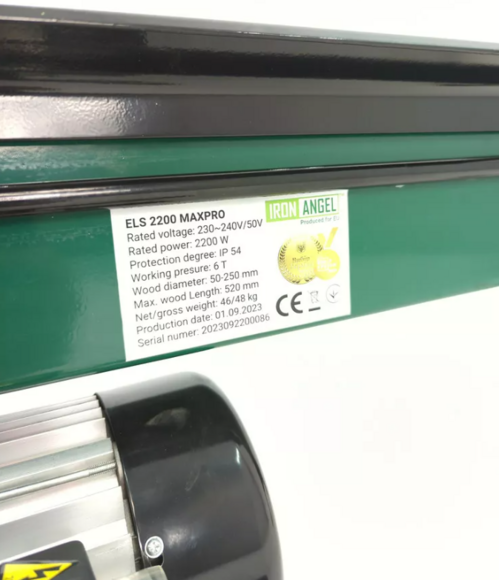 ELS 2200 MAXPRO
IRON ANGEL
Produced for EU
Rated voltage: 230~240V/50V
Rated power: 2200 W
Protection degree: IP 54
Working presure: 6 T
Wood diameter: 50-250 mm
Max. wood Length: 520 mm
Net/gross weight: 46/48 kg
Production date: 01.09.2023
Serial numer: 2023092200086
CE